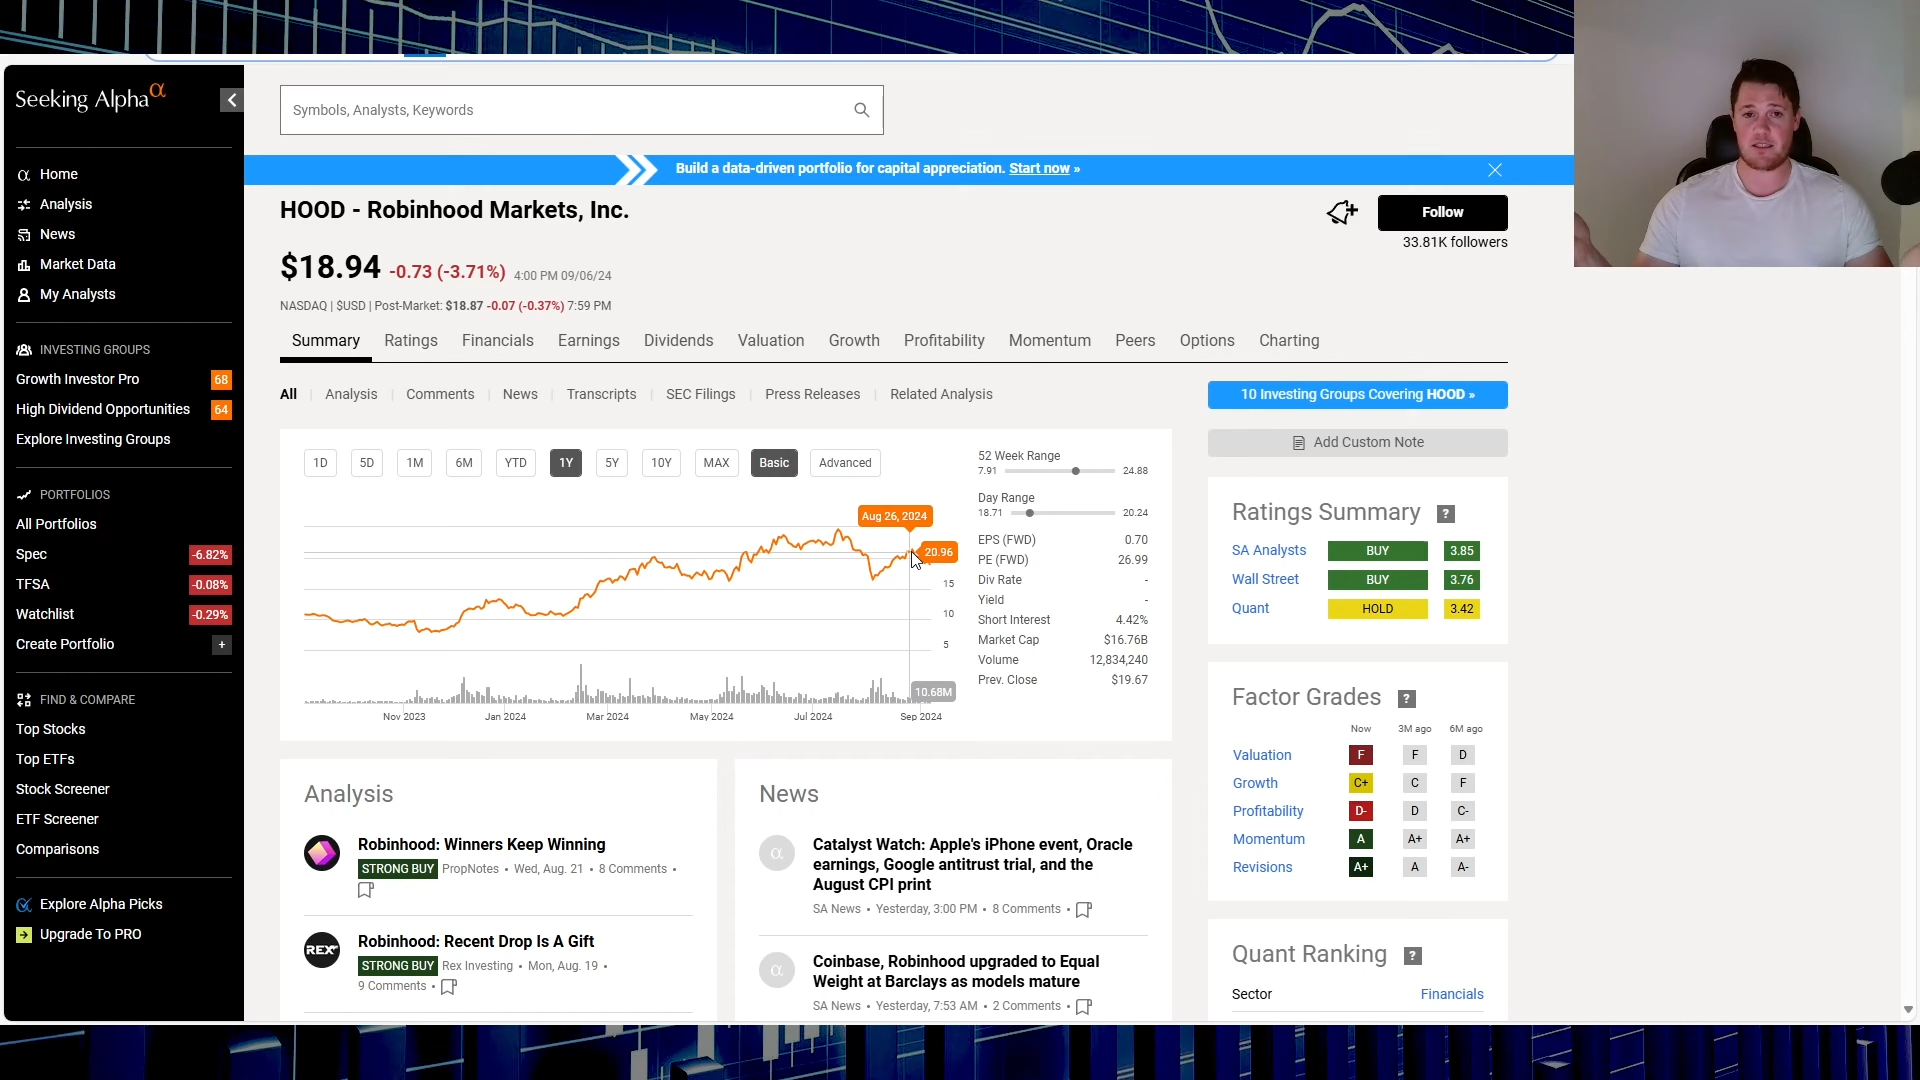 Seeking Alpha α
Symbols, Analysts, Keywords
Home
Analysis
News
Market Data
My Analysts
INVESTING GROUPS
Growth Investor Pro 68
High Dividend Opportunities 64
Explore Investing Groups
PORTFOLIOS
All Portfolios
Spec -6.82%
TFSA -0.08%
Watchlist -0.29%
Create Portfolio +
FIND & COMPARE
Top Stocks
Top ETFs
Stock Screener
ETF Screener
Comparisons
Explore Alpha Picks
Upgrade To PRO
Build a data-driven portfolio for capital appreciation. Start now »
HOOD - Robinhood Markets, Inc.
Follow
33.81K followers
$18.94 -0.73 (-3.71%) 4:00 PM 09/06/24
NASDAQ | $USD | Post-Market: $18.87 -0.07 (-0.37%) 7:59 PM
Summary Ratings Financials Earnings Dividends Valuation Growth Profitability Momentum Peers Options Charting
All | Analysis | Comments | News | Transcripts | SEC Filings | Press Releases | Related Analysis
1D 5D 1M 6M YTD 1Y 5Y 10Y MAX Basic Advanced
Aug 26, 2024
20.96
15
10
5
10.68M
Nov 2023 Jan 2024 Mar 2024 May 2024 Jul 2024 Sep 2024
52 Week Range
7.91 24.88
Day Range
18.71 20.24
EPS (FWD) 0.70
PE (FWD) 26.99
Div Rate -
Yield -
Short Interest 4.42%
Market Cap $16.76B
Volume 12,834,240
Prev. Close $19.67
10 Investing Groups Covering HOOD »
Add Custom Note
Ratings Summary ?
SA Analysts BUY 3.85
Wall Street BUY 3.76
Quant HOLD 3.42
Factor Grades ?
Now 3M ago 6M ago
Valuation F F D
Growth C+ C F
Profitability D- D C-
Momentum A A+ A+
Revisions A+ A A-
Quant Ranking ?
Sector Financials
Analysis
Robinhood: Winners Keep Winning
STRONG BUY PropNotes • Wed, Aug. 21 • 8 Comments •
REX
Robinhood: Recent Drop Is A Gift
STRONG BUY Rex Investing • Mon, Aug. 19 •
9 Comments •
News
Catalyst Watch: Apple's iPhone event, Oracle
earnings, Google antitrust trial, and the
August CPI print
SA News • Yesterday, 3:00 PM • 8 Comments •
Coinbase, Robinhood upgraded to Equal
Weight at Barclays as models mature
SA News • Yesterday, 7:53 AM • 2 Comments •